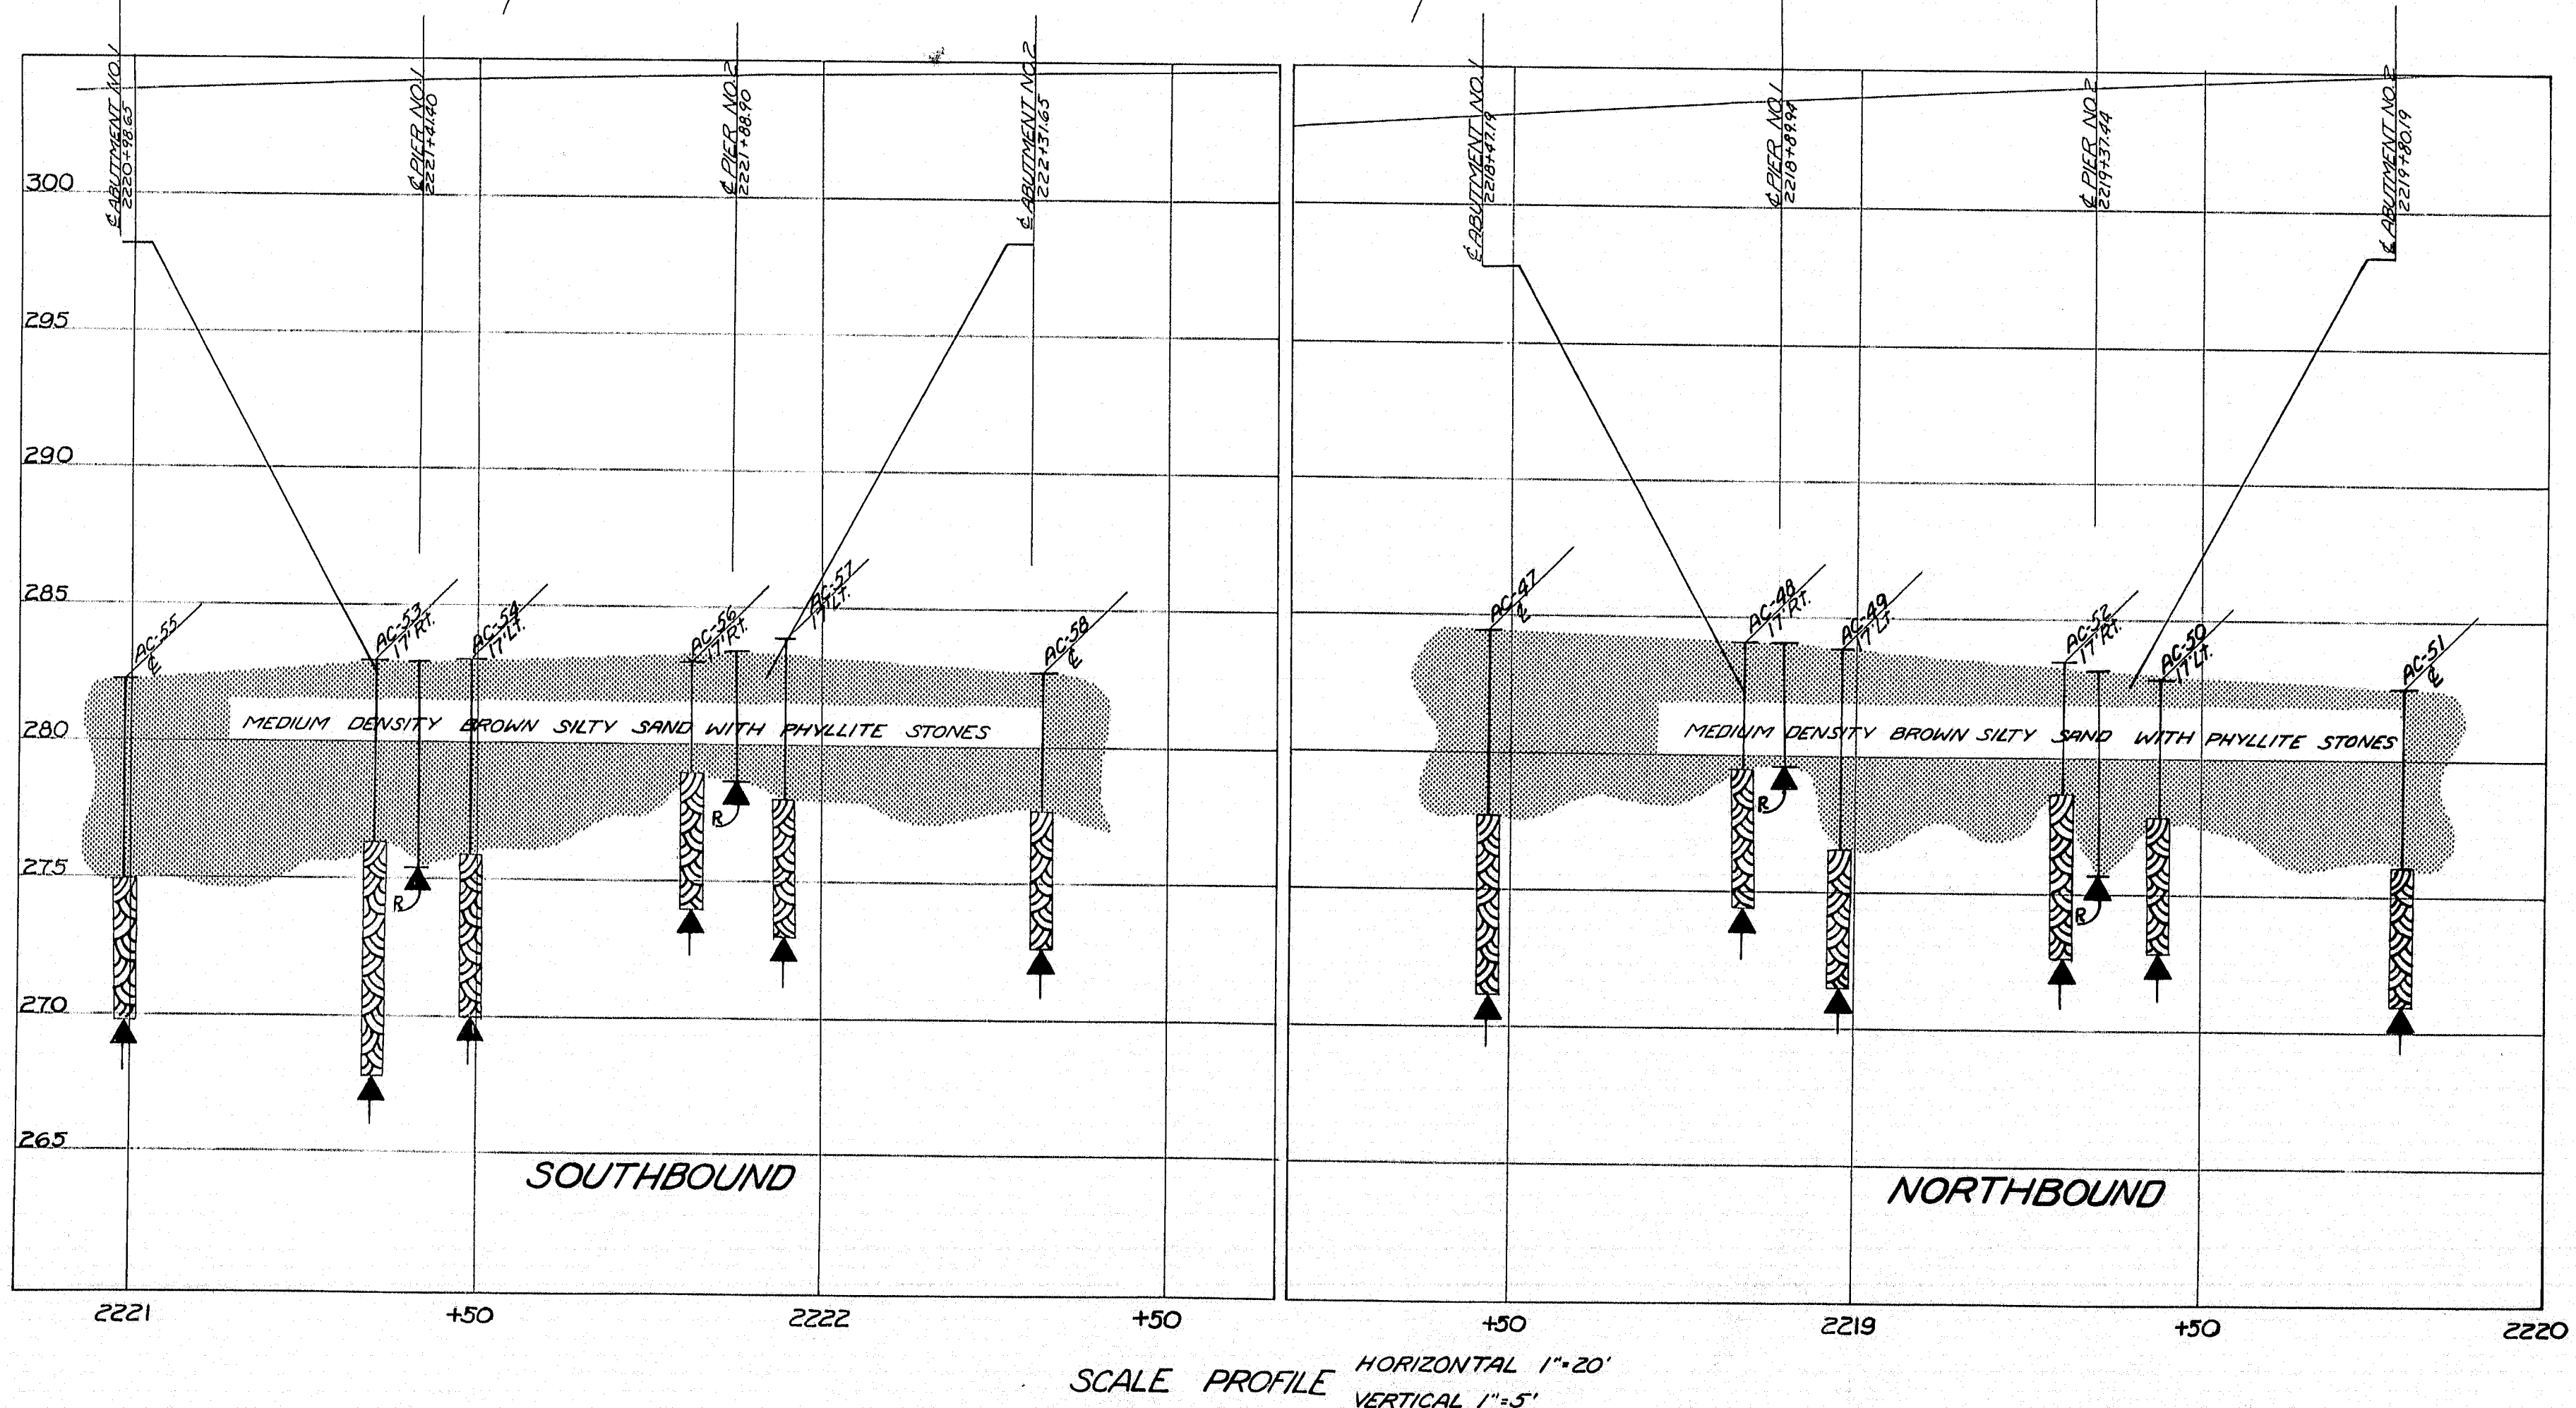 ℄ ABUTMENT NO. 1
2220+98.65
℄ PIER NO. 1
2221+41.40
℄ PIER NO. 2
2221+88.90
℄ ABUTMENT NO. 2
222+31.65
℄ ABUTMENT NO. 1
2218+47.19
℄ PIER NO. 1
2218+89.94
℄ PIER NO. 2
2219+37.44
℄ ABUTMENT NO. 2
2219+80.19
300
295
290
285
280
275
270
265
AC-55
℄
AC-53
17' RT.
AC-54
17' LT.
AC-56
17' RT.
AC-57
17' LT.
AC-58
℄
AC-47
℄
AC-48
17' RT.
AC-49
17' LT.
AC-52
17' RT.
AC-50
17' LT.
AC-51
℄
MEDIUM DENSITY BROWN SILTY SAND WITH PHYLLITE STONES
MEDIUM DENSITY BROWN SILTY SAND WITH PHYLLITE STONES
R
R
R
R
SOUTHBOUND
NORTHBOUND
2221 +50 2222 +50
+50 2219 +50 2220
SCALE PROFILE
HORIZONTAL 1"=20'
VERTICAL 1"=5'